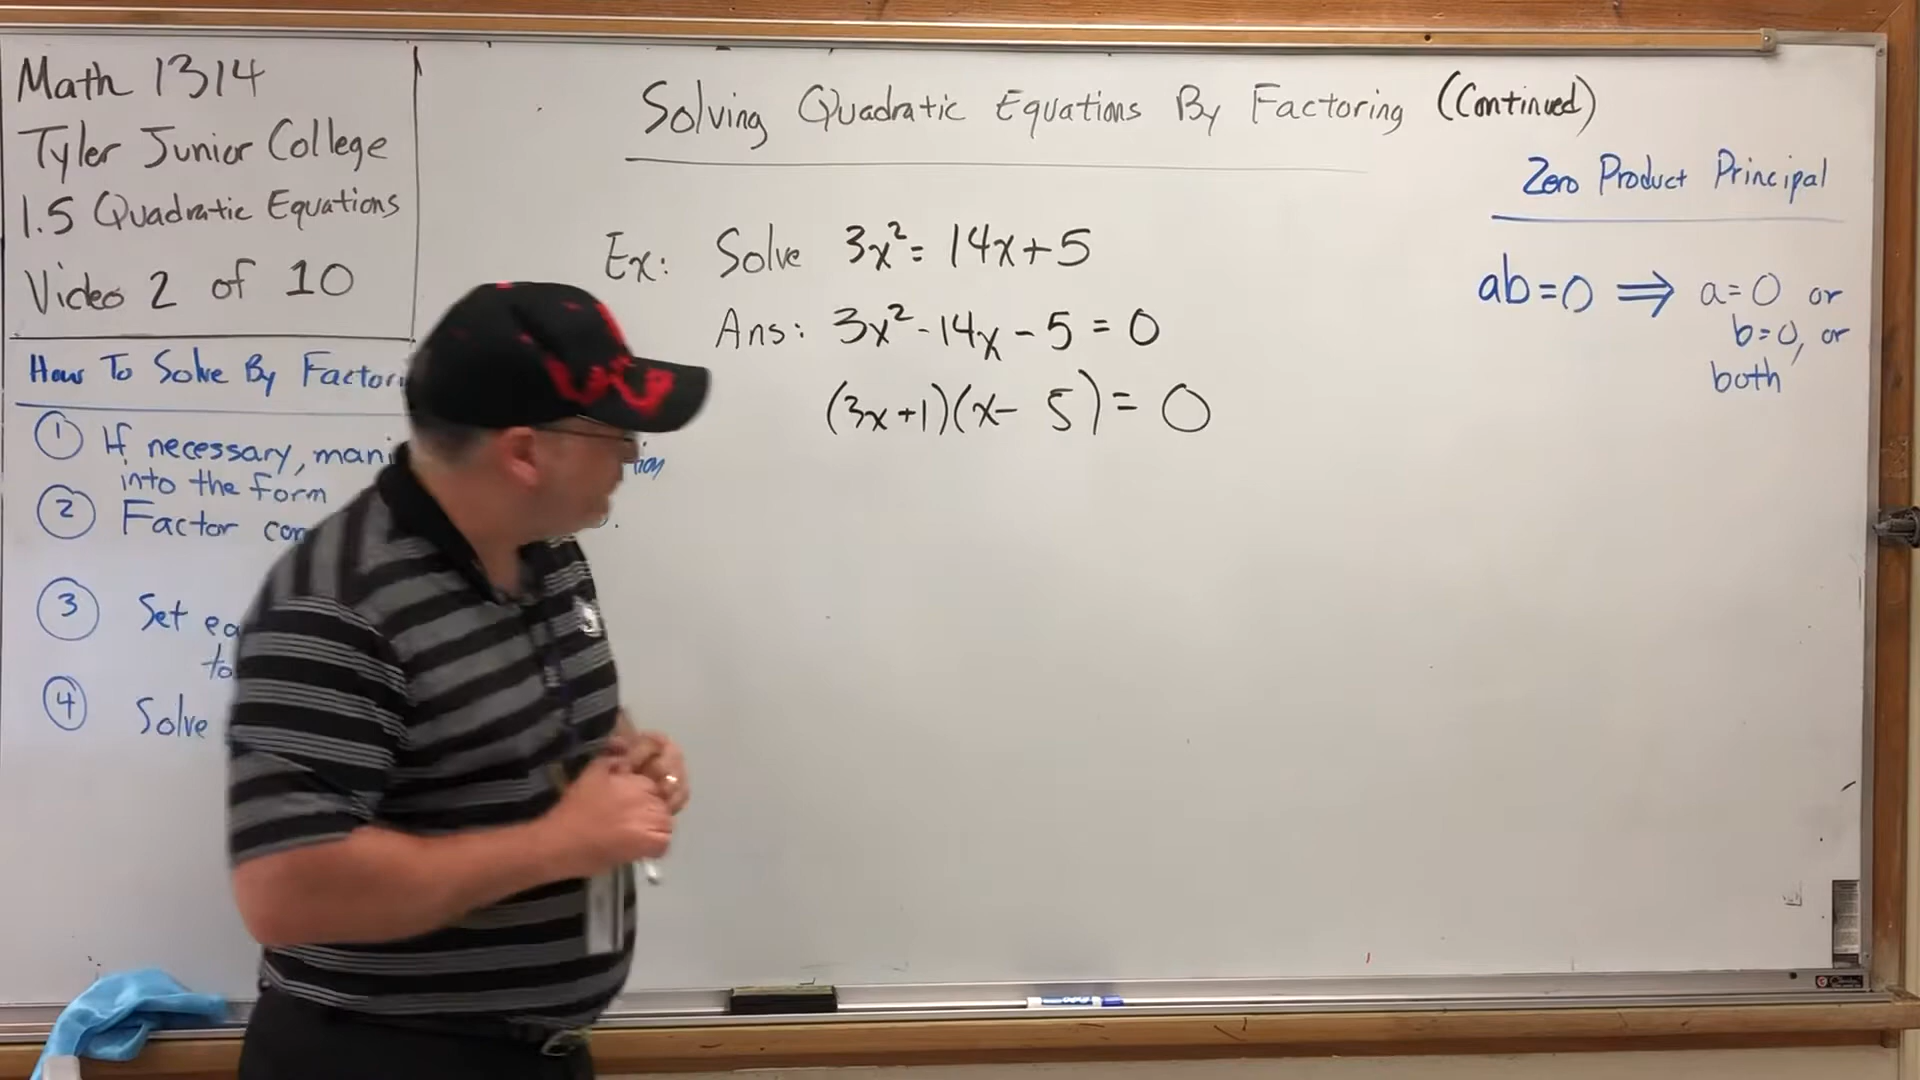 Math 1314
Tyler Junior College
1.5 Quadratic Equations
Video 2 of 10
How To Solve By
① If necessary,
into the form
② Factor
③ Set
to
④ Solve
Solving Quadratic Equations By Factoring (Continued)
Ex: Solve 3x² = 14x + 5
Ans: 3x² - 14x - 5 = 0
(3x+1)(x- 5) = 0
Zero Product Principal
ab=0 ⟹ a=0 or
b=0, or
both